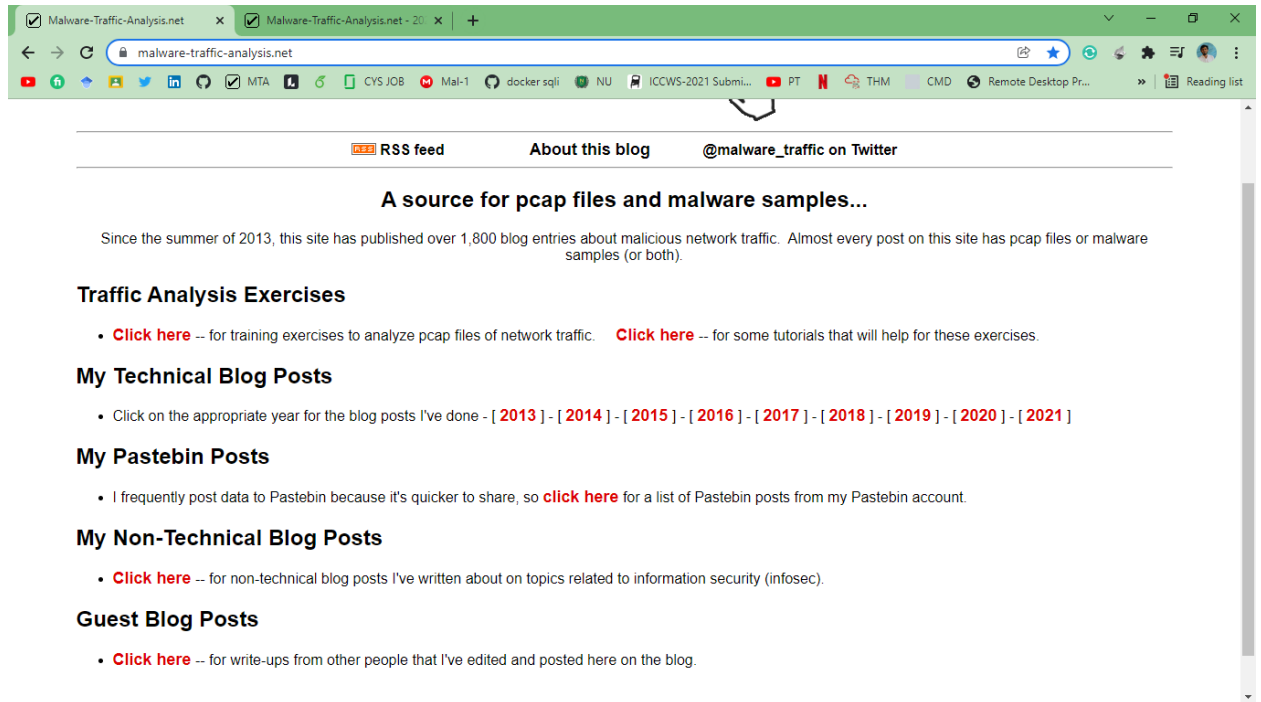 Malware-Traffic-Analysis.net
Malware-Traffic-Analysis.net - 20
malware-traffic-analysis.net
MTA
CYS JOB
Mal-1
docker sqli
NU
ICCWS-2021 Submi...
PT
THM
CMD
Remote Desktop Pr...
»
Reading list
RSS RSS feed
About this blog
@malware_traffic on Twitter
A source for pcap files and malware samples...
Since the summer of 2013, this site has published over 1,800 blog entries about malicious network traffic. Almost every post on this site has pcap files or malware
samples (or both).
Traffic Analysis Exercises
• Click here -- for training exercises to analyze pcap files of network traffic. Click here -- for some tutorials that will help for these exercises.
My Technical Blog Posts
• Click on the appropriate year for the blog posts I've done - [ 2013 ] - [ 2014 ] - [ 2015 ] - [ 2016 ] - [ 2017 ] - [ 2018 ] - [ 2019 ] - [ 2020 ] - [ 2021 ]
My Pastebin Posts
• I frequently post data to Pastebin because it's quicker to share, so click here for a list of Pastebin posts from my Pastebin account.
My Non-Technical Blog Posts
• Click here -- for non-technical blog posts I've written about on topics related to information security (infosec).
Guest Blog Posts
• Click here -- for write-ups from other people that I've edited and posted here on the blog.